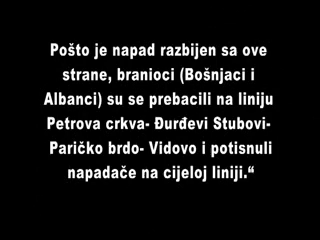 Pošto je napad razbijen sa ove
strane, branioci (Bošnjaci i
Albanci) su se prebacili na liniju
Petrova crkva- Đurđevi Stubovi-
Paričko brdo- Vidovo i potisnuli
napadače na cijeloj liniji.“